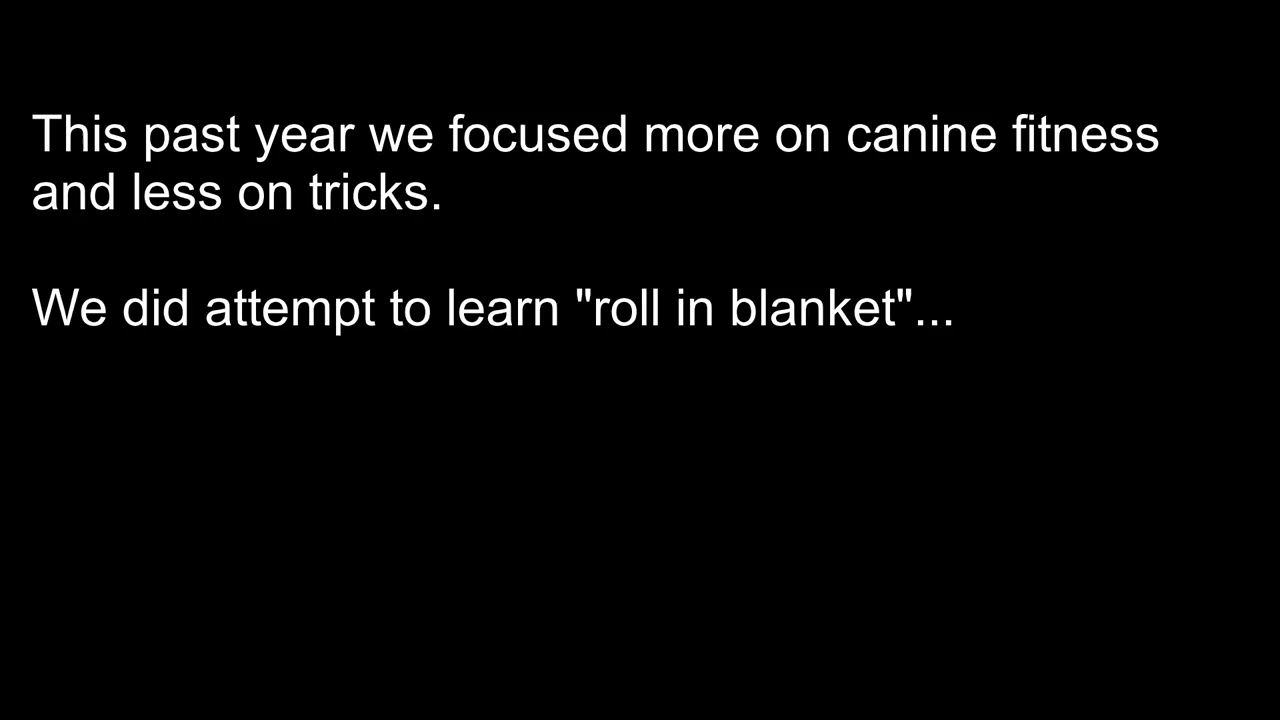 This past year we focused more on canine fitness
and less on tricks.
We did attempt to learn "roll in blanket"...